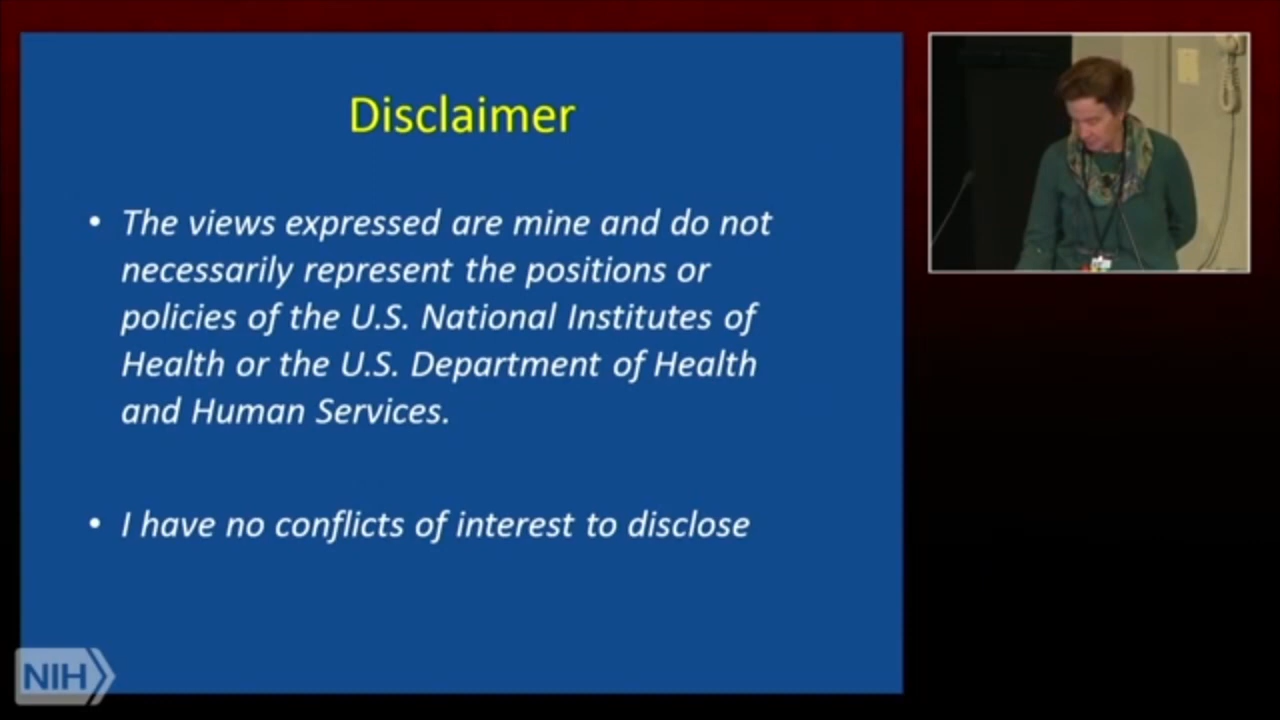 Disclaimer
• The views expressed are mine and do not
necessarily represent the positions or
policies of the U.S. National Institutes of
Health or the U.S. Department of Health
and Human Services.
• I have no conflicts of interest to disclose
NIH